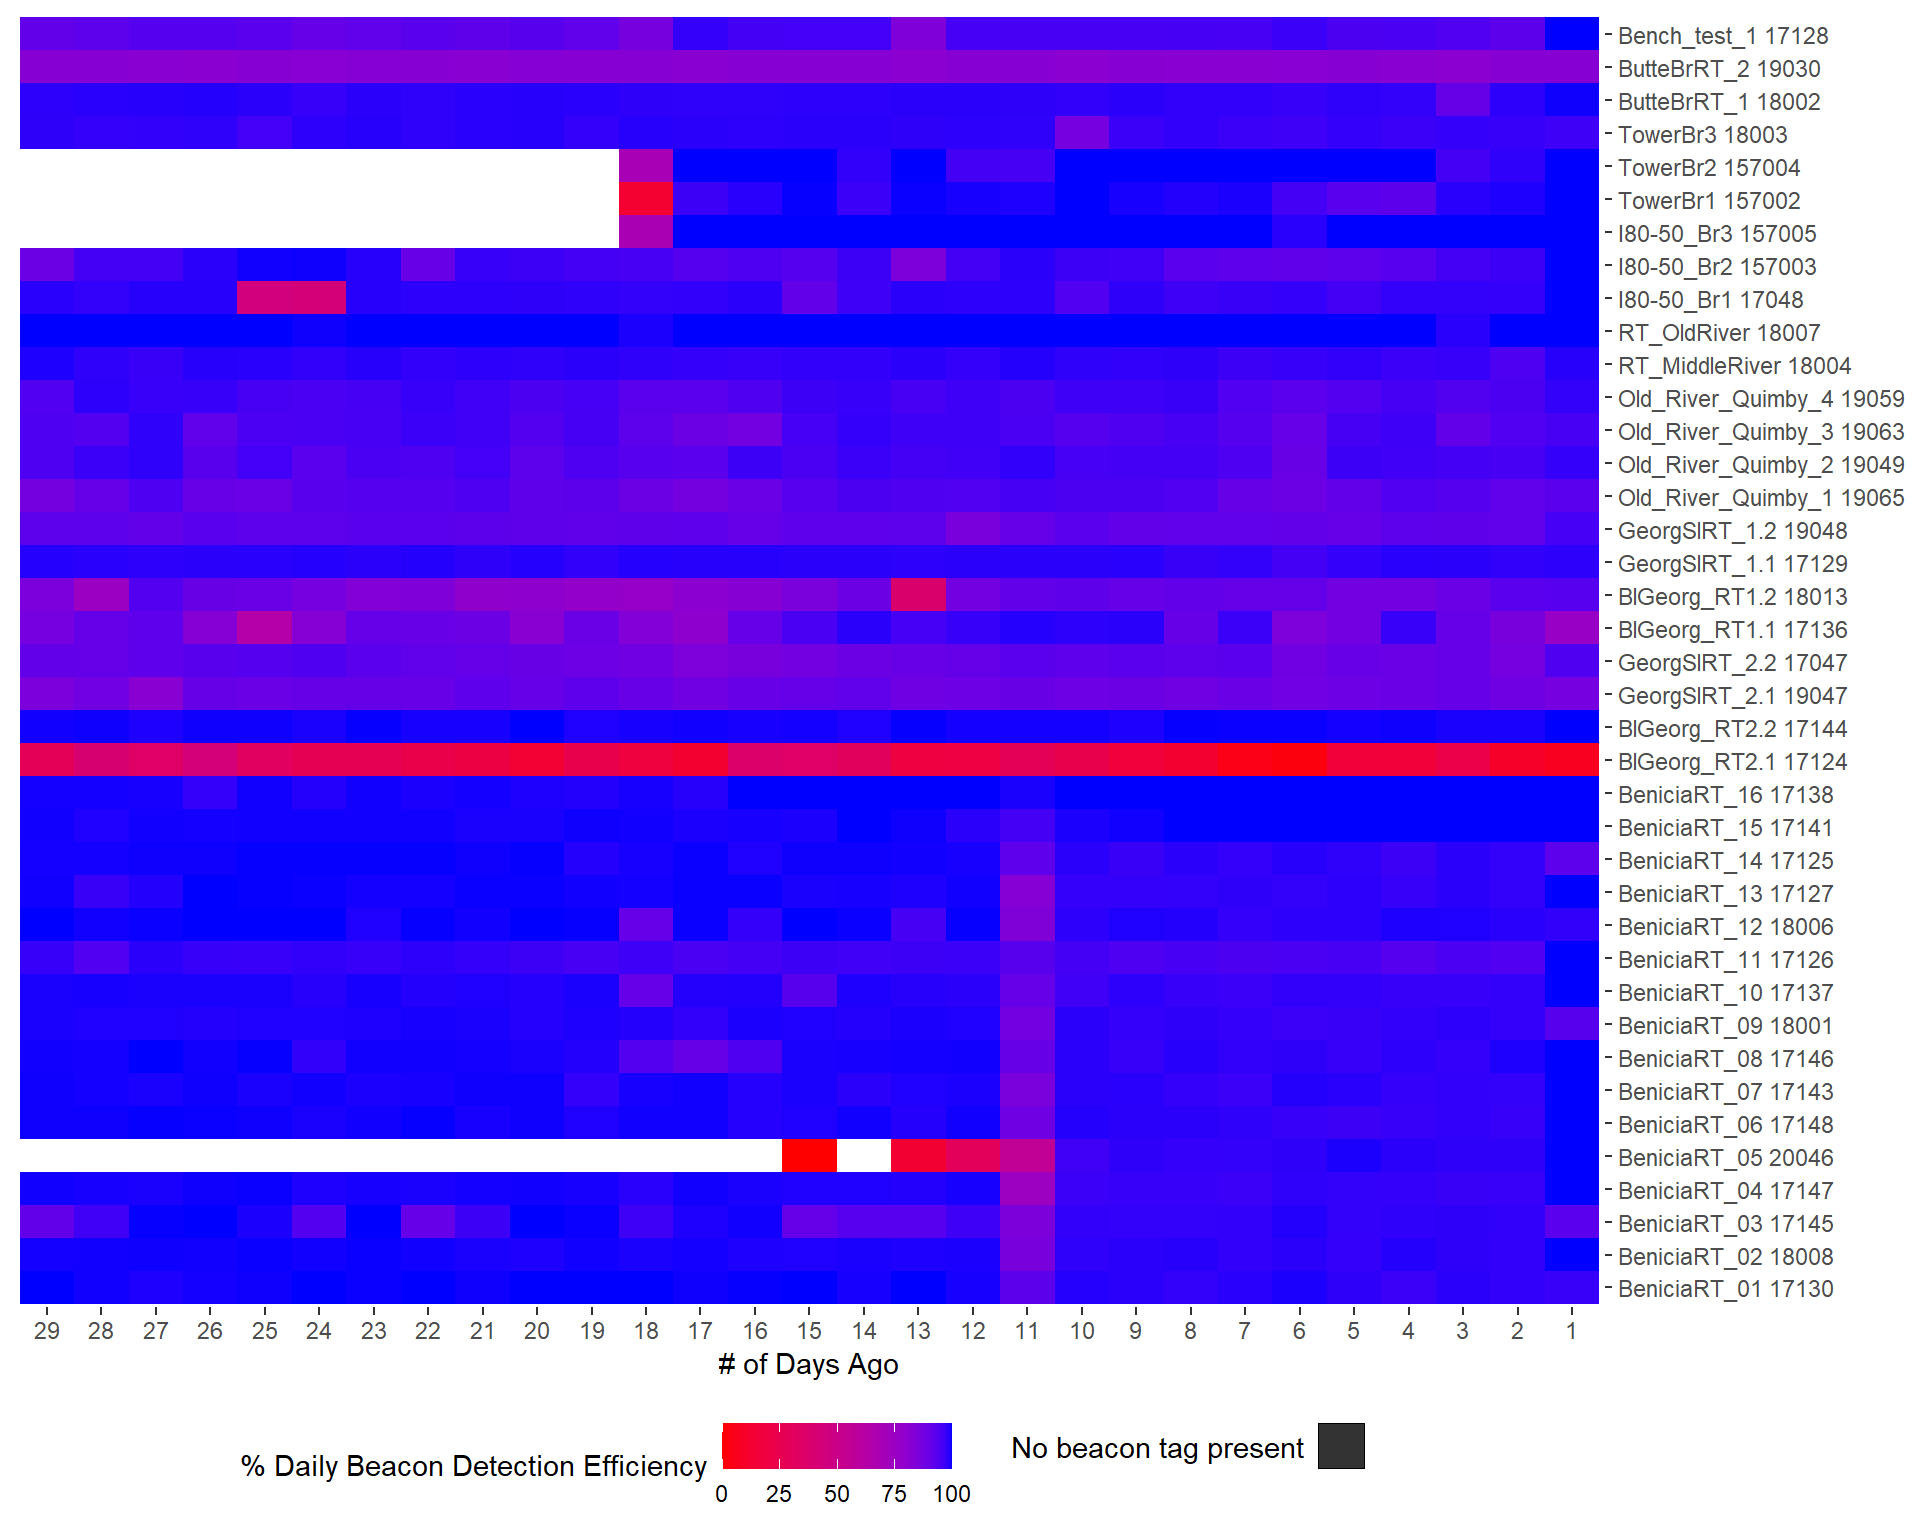 Bench_test_1 17128
ButteBrRT_2 19030
ButteBrRT_1 18002
TowerBr3 18003
TowerBr2 157004
TowerBr1 157002
I80-50_Br3 157005
I80-50_Br2 157003
I80-50_Br1 17048
RT_OldRiver 18007
RT_MiddleRiver 18004
Old_River_Quimby_4 19059
Old_River_Quimby_3 19063
Old_River_Quimby_2 19049
Old_River_Quimby_1 19065
GeorgSlRT_1.2 19048
GeorgSlRT_1.1 17129
BlGeorg_RT1.2 18013
BlGeorg_RT1.1 17136
GeorgSlRT_2.2 17047
GeorgSlRT_2.1 19047
BlGeorg_RT2.2 17144
BlGeorg_RT2.1 17124
BeniciaRT_16 17138
BeniciaRT_15 17141
BeniciaRT_14 17125
BeniciaRT_13 17127
BeniciaRT_12 18006
BeniciaRT_11 17126
BeniciaRT_10 17137
BeniciaRT_09 18001
BeniciaRT_08 17146
BeniciaRT_07 17143
BeniciaRT_06 17148
BeniciaRT_05 20046
BeniciaRT_04 17147
BeniciaRT_03 17145
BeniciaRT_02 18008
BeniciaRT_01 17130
29 28 27 26 25 24 23 22 21 20 19 18 17 16 15 14 13 12 11 10 9 8 7 6 5 4 3 2 1
# of Days Ago
% Daily Beacon Detection Efficiency
0 25 50 75 100
No beacon tag present